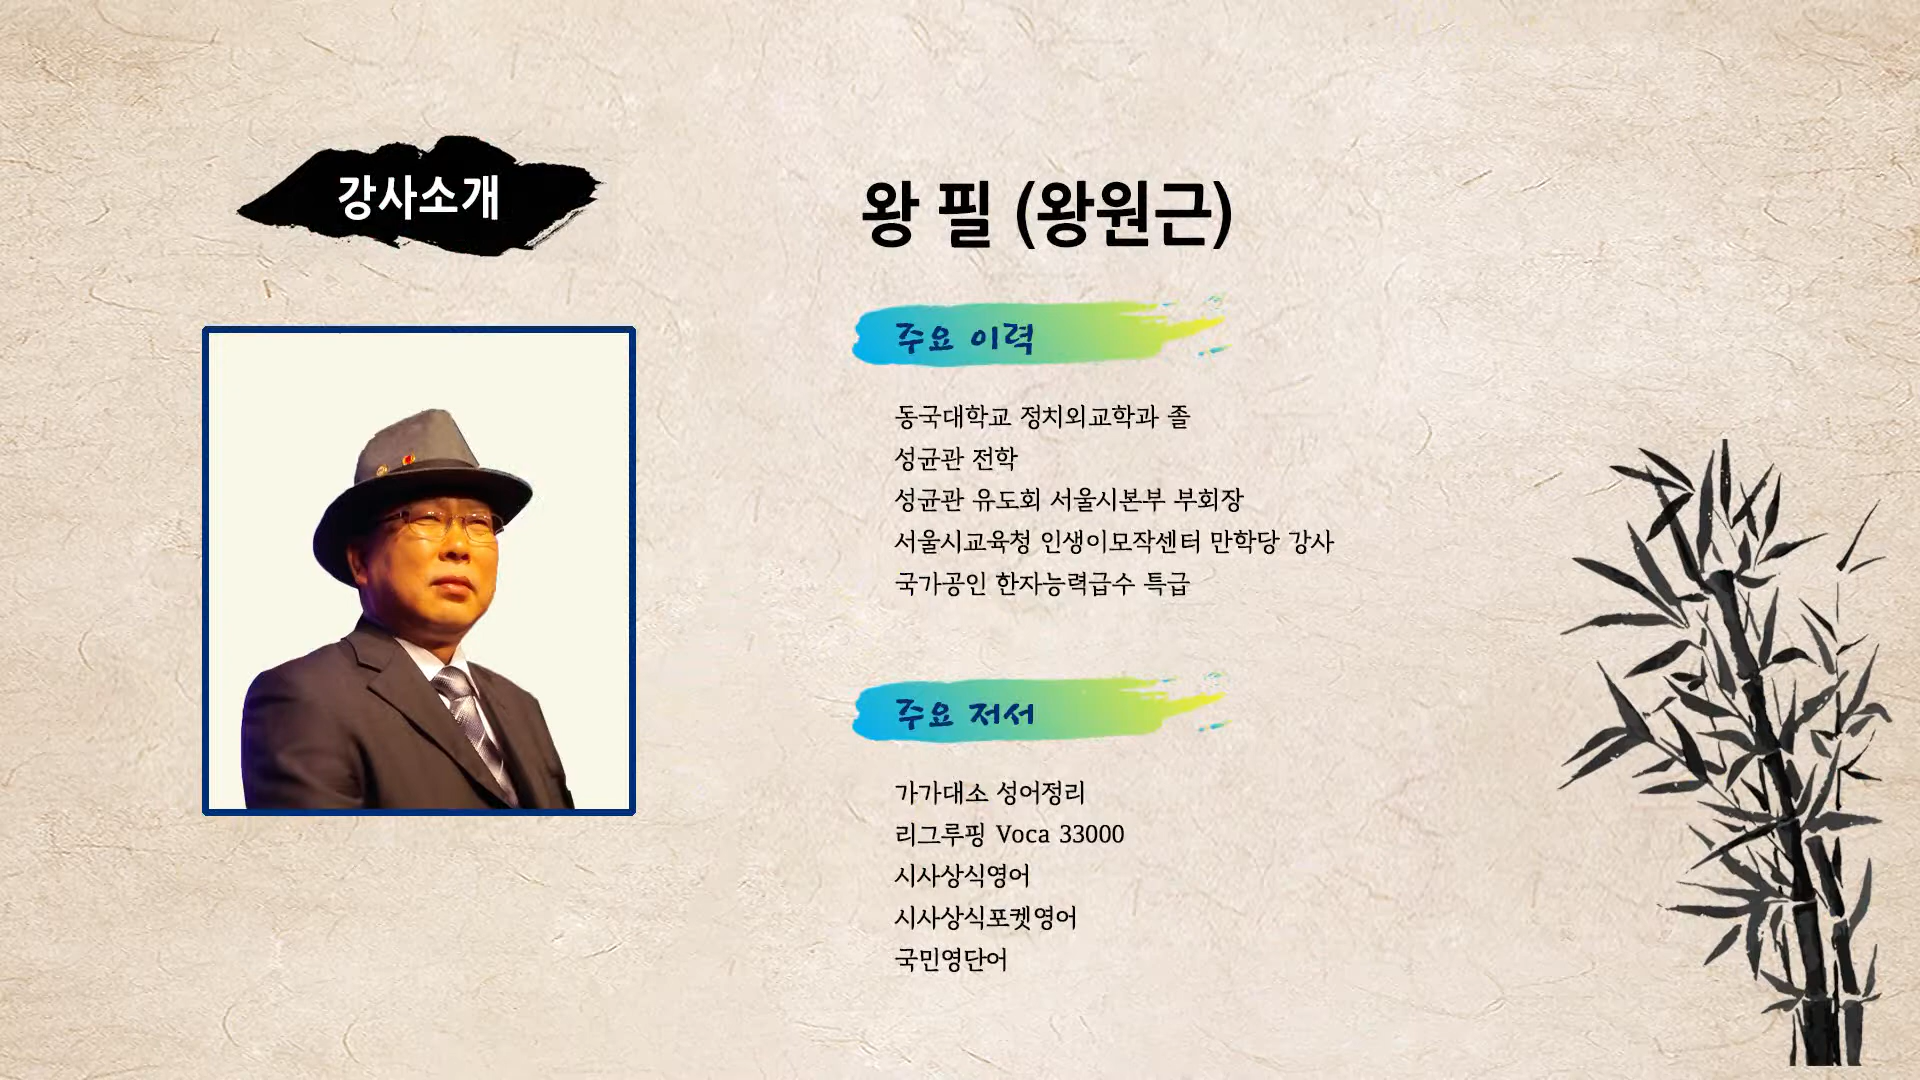 강사소개
왕 필 (왕원근)
주요 이력
동국대학교 정치외교학과 졸
성균관 전학
성균관 유도회 서울시본부 부회장
서울시교육청 인생이모작센터 만학당 강사
국가공인 한자능력급수 특급
주요 저서
가가대소 성어정리
리그루핑 Voca 33000
시사상식영어
시사상식포켓영어
국민영단어